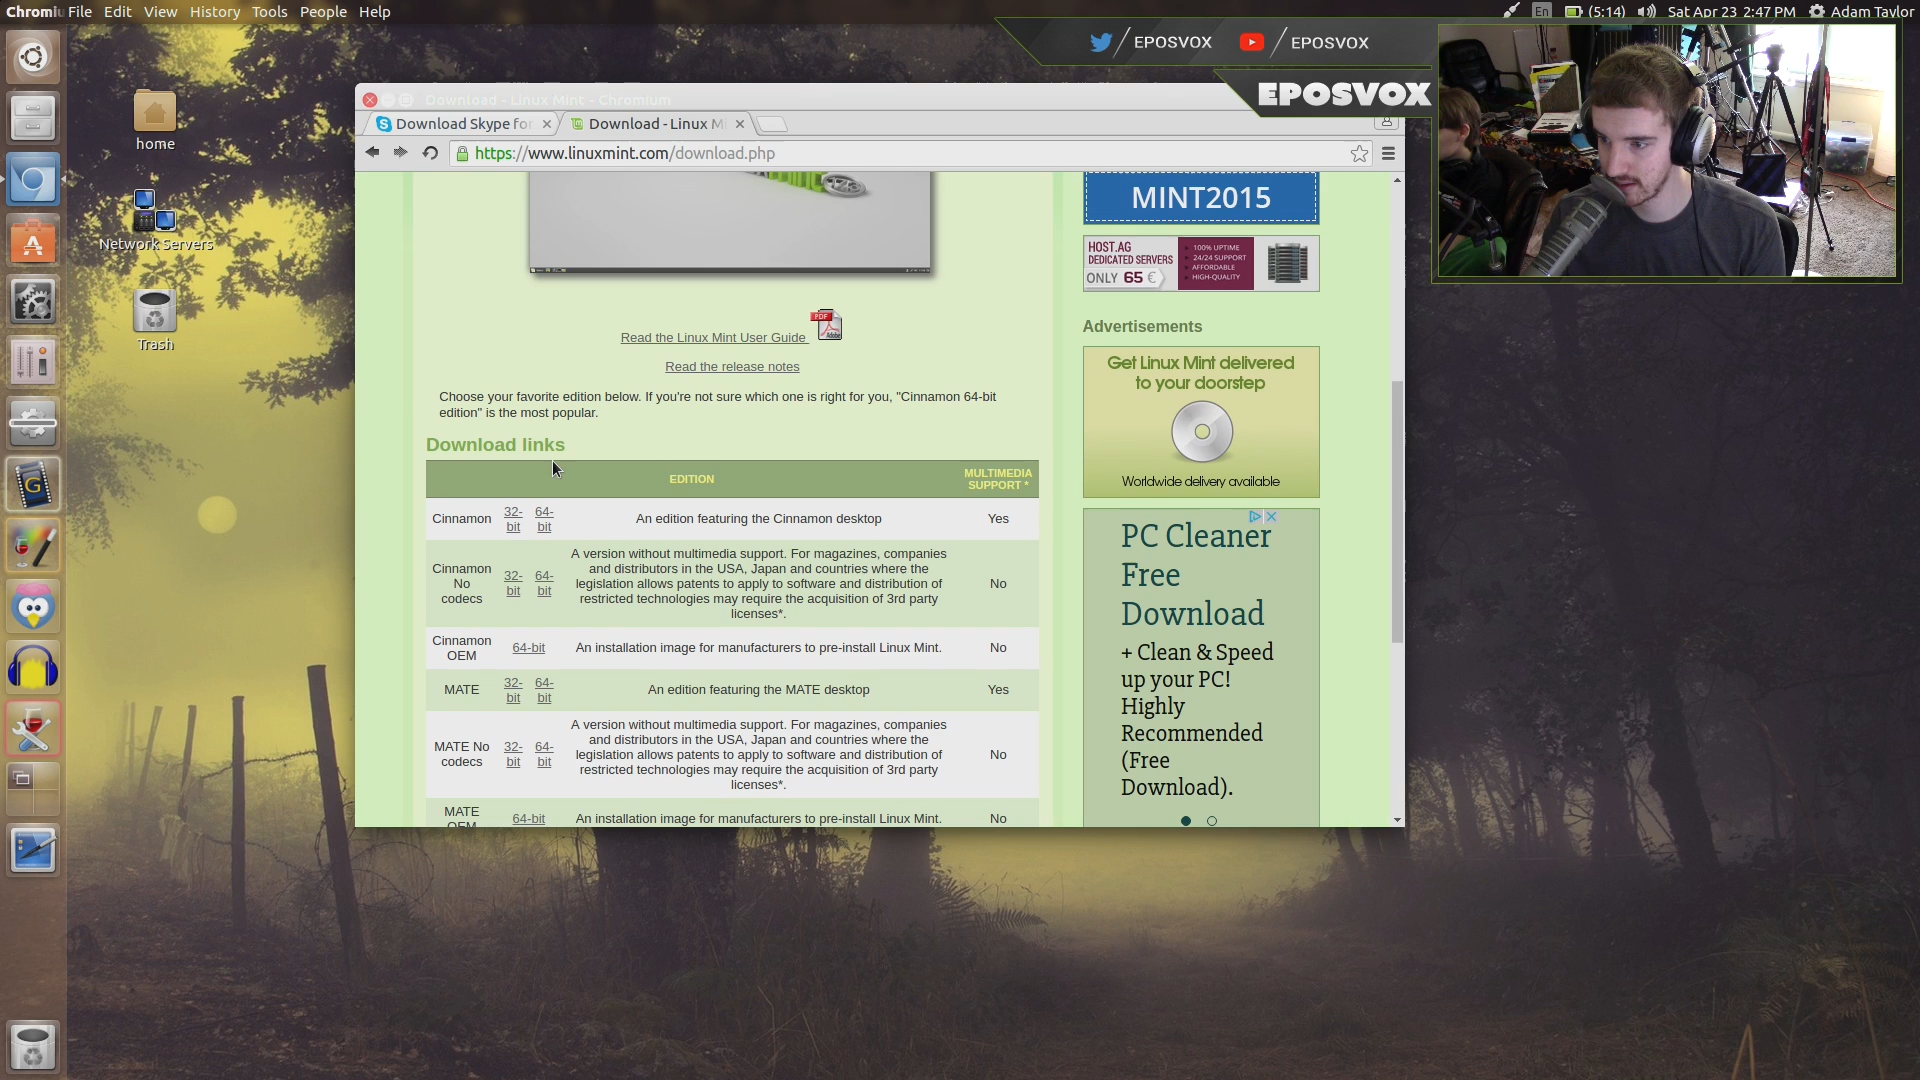 Chromiu File Edit View History Tools People Help
En (5:14) Sat Apr 23 2:47 PM Adam Taylor
EPOSVOX EPOSVOX
EPOSVOX
home
Network Servers
Trash
Download - Linux Mint - Chromium
Download Skype for Download - Linux Mi
https://www.linuxmint.com/download.php
Read the Linux Mint User Guide
PDF
Adobe
Read the release notes
Choose your favorite edition below. If you're not sure which one is right for you, "Cinnamon 64-bit
edition" is the most popular.
Download links
EDITION
MULTIMEDIA
SUPPORT *
Cinnamon 32-bit 64-bit An edition featuring the Cinnamon desktop Yes
Cinnamon No codecs 32-bit 64-bit
A version without multimedia support. For magazines, companies
and distributors in the USA, Japan and countries where the
legislation allows patents to apply to software and distribution of
restricted technologies may require the acquisition of 3rd party
licenses*.
No
Cinnamon OEM 64-bit An installation image for manufacturers to pre-install Linux Mint. No
MATE 32-bit 64-bit An edition featuring the MATE desktop Yes
MATE No codecs 32-bit 64-bit
A version without multimedia support. For magazines, companies
and distributors in the USA, Japan and countries where the
legislation allows patents to apply to software and distribution of
restricted technologies may require the acquisition of 3rd party
licenses*.
No
MATE OEM 64-bit An installation image for manufacturers to pre-install Linux Mint. No
MINT2015
HOST.AG
DEDICATED SERVERS
ONLY 65 €
100% UPTIME
24/24 SUPPORT
AFFORDABLE
HIGH-QUALITY
Advertisements
Get Linux Mint delivered
to your doorstep
Worldwide delivery available
PC Cleaner
Free
Download
+ Clean & Speed
up your PC!
Highly
Recommended
(Free
Download).